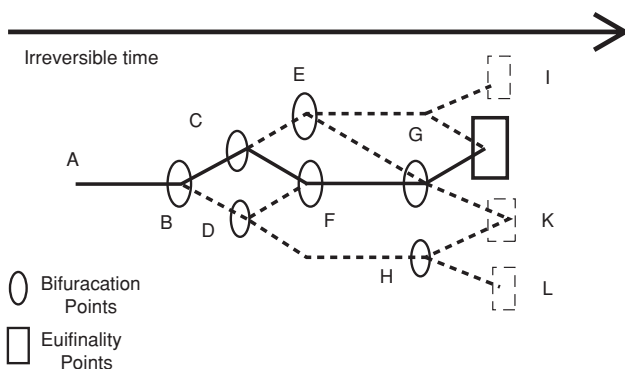 Irreversible time
E
I
C
G
A
B
D
F
K
H
L
Bifuracation
Points
Euifinality
Points